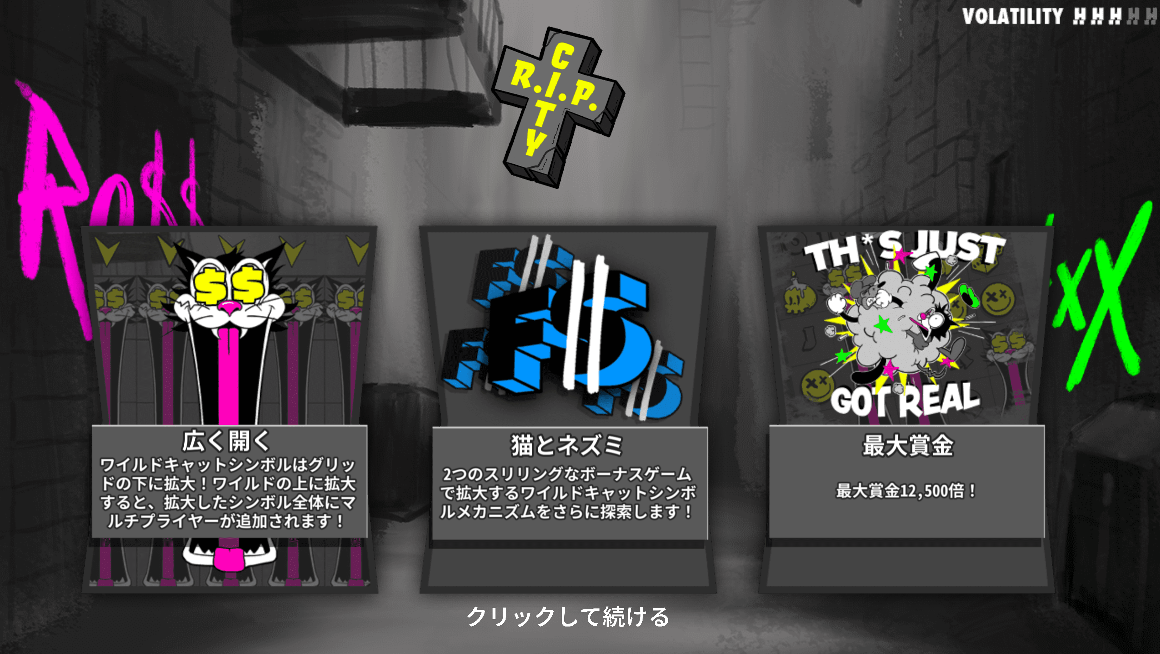 VOLATILITY
R.I.P.
CITY
Ro$$
xX
$$
FS
TH*S JUST
GOT REAL
広く開く
ワイルドキャットシンボルはグリッ
ドの下に拡大！ワイルドの上に拡大
すると、拡大したシンボル全体にマ
ルチプライヤーが追加されます！
猫とネズミ
2つのスリリングなボーナスゲーム
で拡大するワイルドキャットシンボ
ルメカニズムをさらに探索します！
最大賞金
最大賞金12,500倍！
クリックして続ける